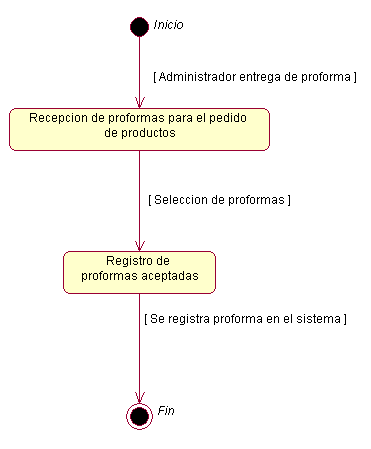 Inicio
[ Administrador entrega de proforma ]
Recepcion de proformas para el pedido
de productos
[ Seleccion de proformas ]
Registro de
proformas aceptadas
[ Se registra proforma en el sistema ]
Fin